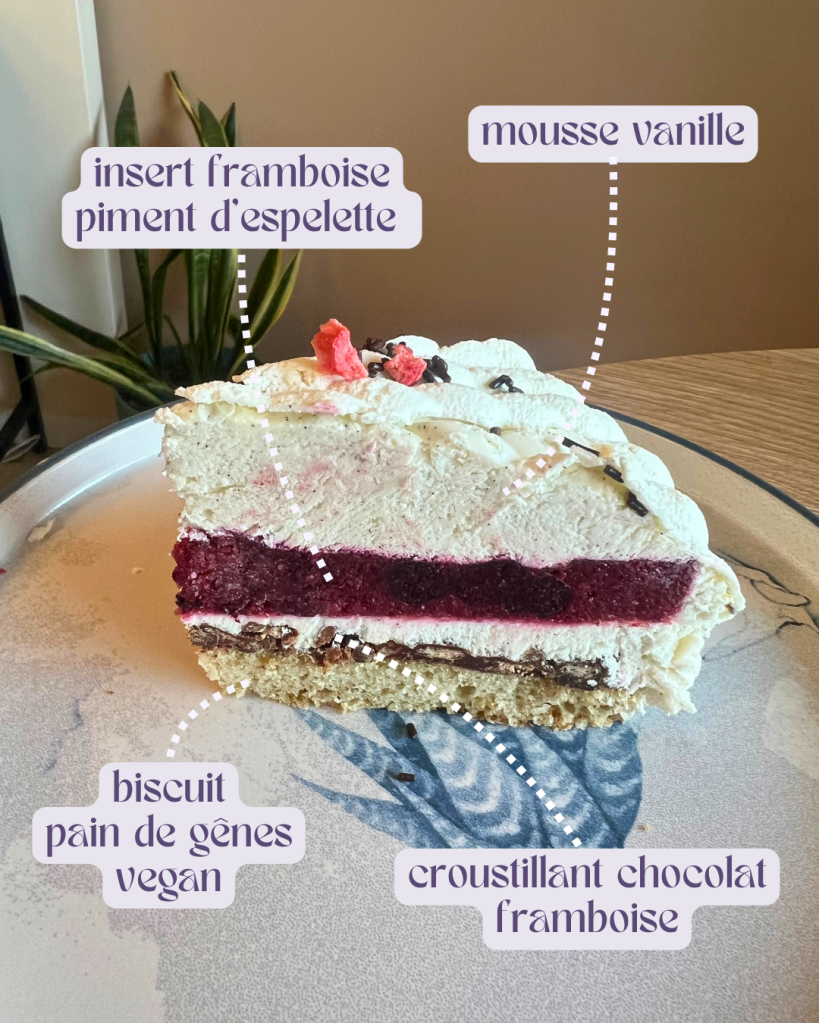 mousse vanille
insert framboise
piment d'espelette
biscuit
pain de gênes
vegan
croustillant chocolat
framboise